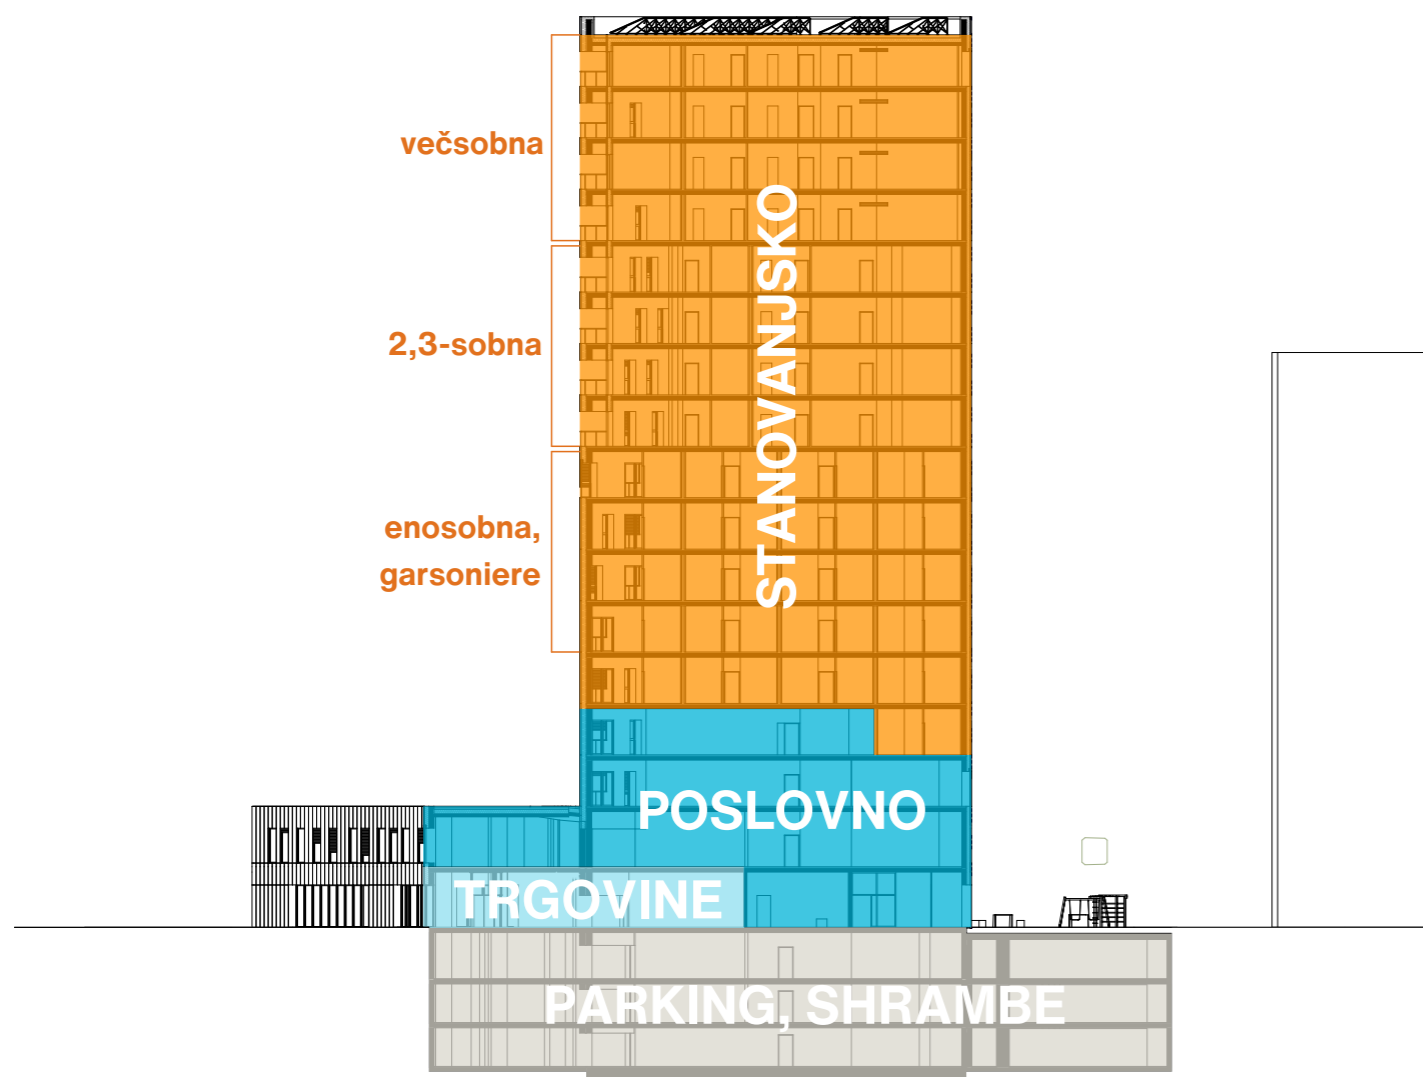 večsobna
2,3-sobna
enosobna,
garsoniere
STANOVANJSKO
POSLOVNO
TRGOVINE
PARKING, SHRAMBE